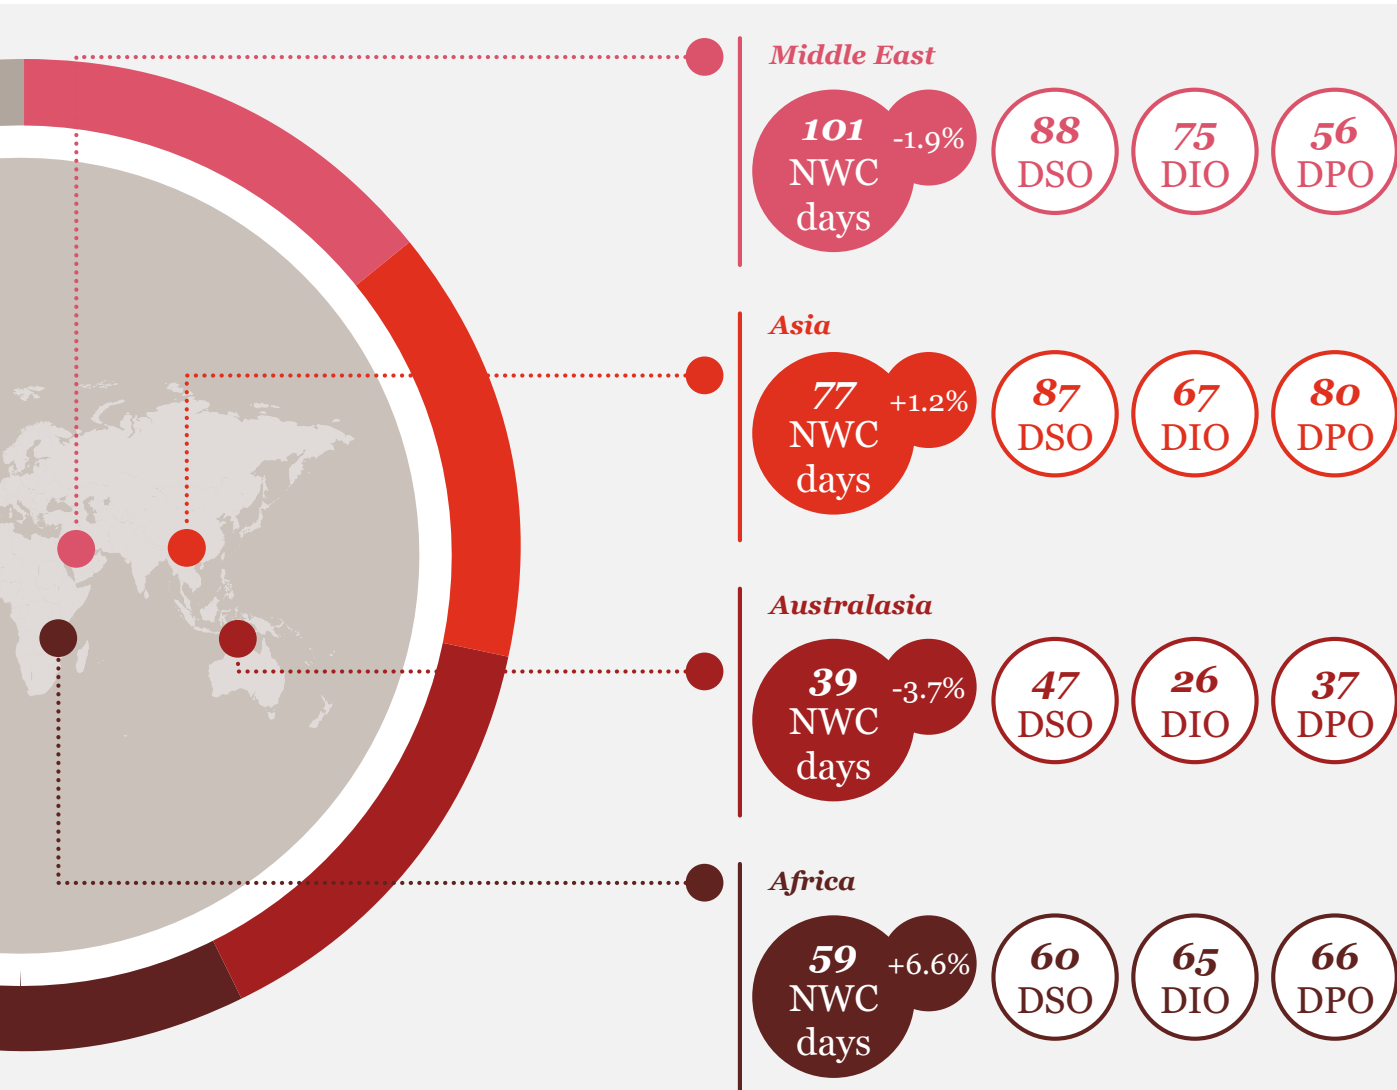 Middle East
101
NWC
days
-1.9%
88
DSO
75
DIO
56
DPO
Asia
77
NWC
days
+1.2%
87
DSO
67
DIO
80
DPO
Australasia
39
NWC
days
-3.7%
47
DSO
26
DIO
37
DPO
Africa
59
NWC
days
+6.6%
60
DSO
65
DIO
66
DPO